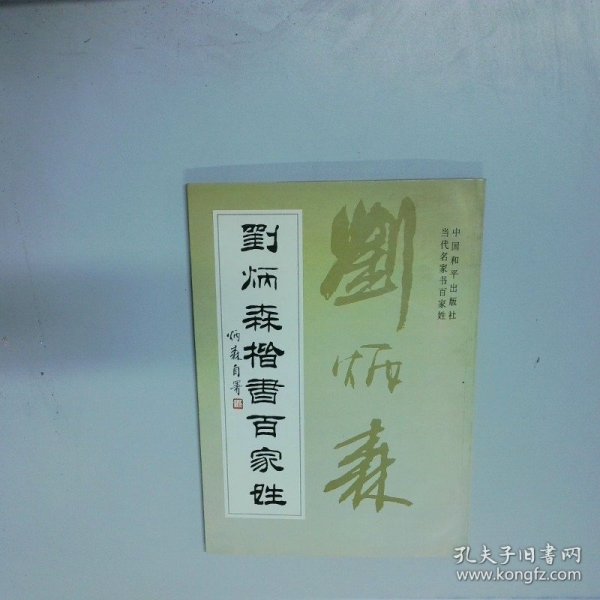 中国和平出版社
当代名家书百家姓
劉炳森
劉炳森楷書百家姓
炳森自署
孔夫子旧书网
www.kongfz.com